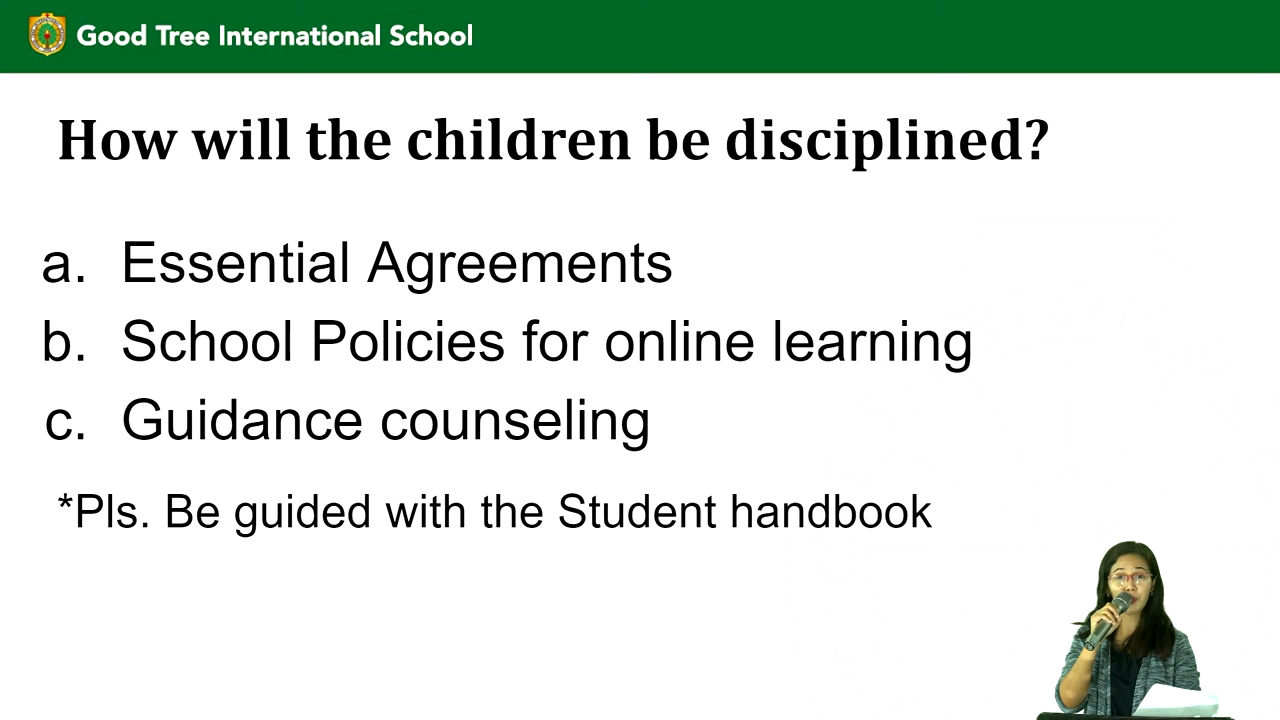 Good Tree International School
How will the children be disciplined?
a. Essential Agreements
b. School Policies for online learning
c. Guidance counseling
*Pls. Be guided with the Student handbook